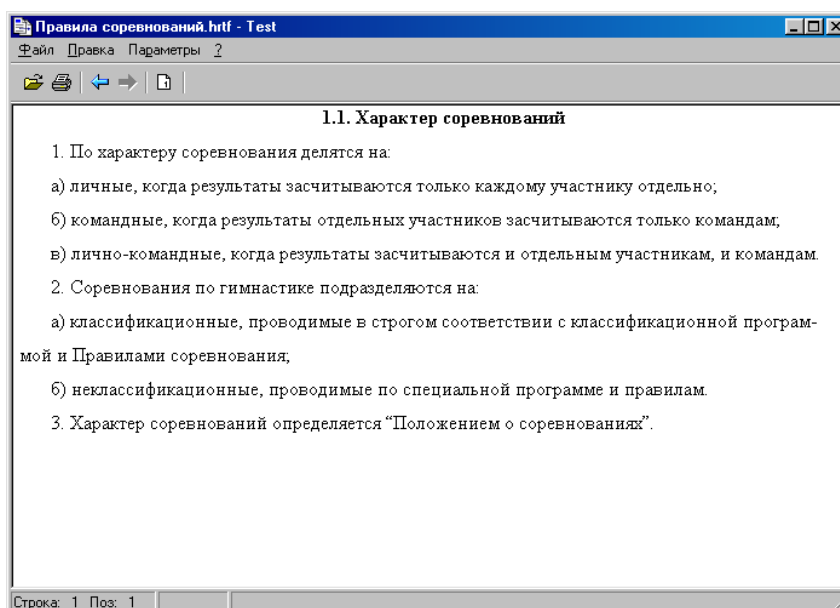 Правила соревнований.hrtf - Test
Файл Правка Параметры ?
1.1. Характер соревнований
1. По характеру соревнования делятся на:
а) личные, когда результаты засчитываются только каждому участнику отдельно;
б) командные, когда результаты отдельных участников засчитываются только командам;
в) лично-командные, когда результаты засчитываются и отдельным участникам, и командам.
2. Соревнования по гимнастике подразделяются на:
а) классификационные, проводимые в строгом соответствии с классификационной програм-
мой и Правилами соревнования;
б) неклассификационные, проводимые по специальной программе и правилам.
3. Характер соревнований определяется “Положением о соревнованиях”.
Строка: 1 Поз: 1